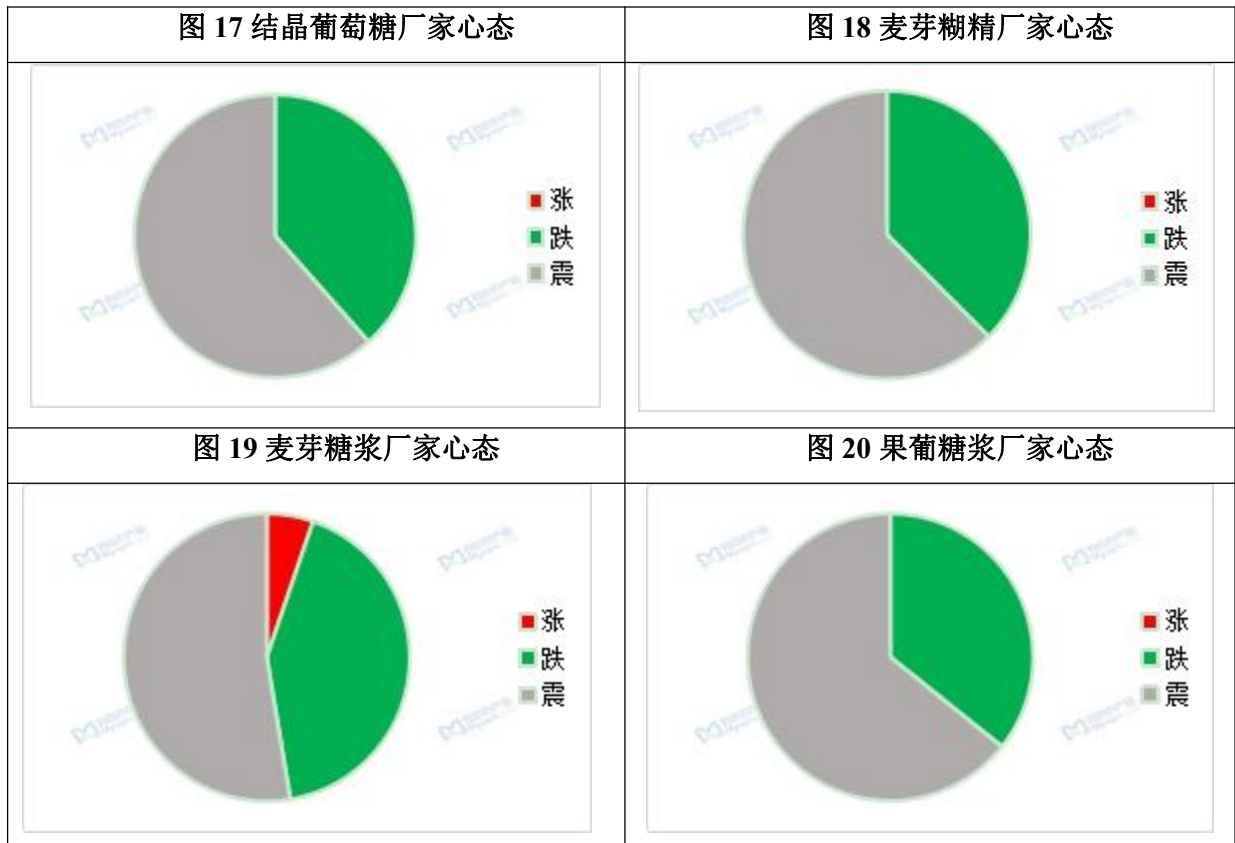 图 17 结晶葡萄糖厂家心态
图 18 麦芽糊精厂家心态
涨
跌
震
涨
跌
震
图 19 麦芽糖浆厂家心态
图 20 果葡糖浆厂家心态
涨
跌
震
涨
跌
震